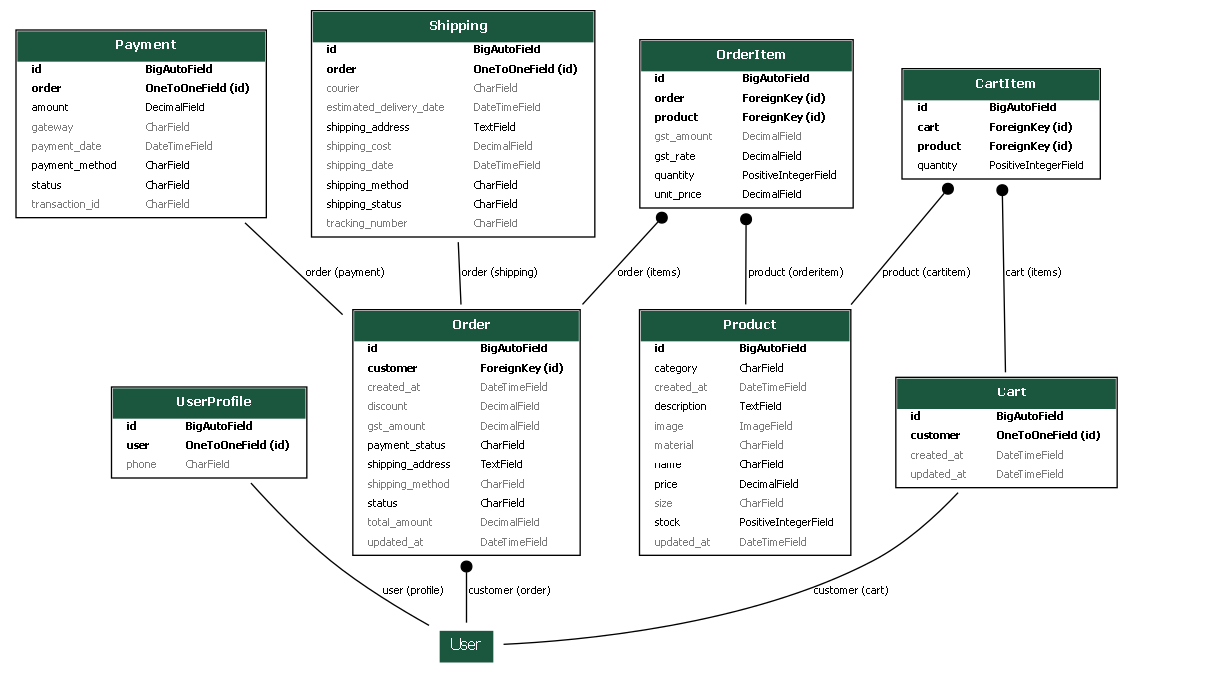 Payment
id BigAutoField
order OneToOneField (id)
amount DecimalField
gateway CharField
payment_date DateTimeField
payment_method CharField
status CharField
transaction_id CharField
Shipping
id BigAutoField
order OneToOneField (id)
courier CharField
estimated_delivery_date DateTimeField
shipping_address TextField
shipping_cost DecimalField
shipping_date DateTimeField
shipping_method CharField
shipping_status CharField
tracking_number CharField
OrderItem
id BigAutoField
order ForeignKey (id)
product ForeignKey (id)
gst_amount DecimalField
gst_rate DecimalField
quantity PositiveIntegerField
unit_price DecimalField
CartItem
id BigAutoField
cart ForeignKey (id)
product ForeignKey (id)
quantity PositiveIntegerField
order (payment)
order (shipping)
order (items)
product (orderitem)
product (cartitem)
cart (items)
UserProfile
id BigAutoField
user OneToOneField (id)
phone CharField
Order
id BigAutoField
customer ForeignKey (id)
created_at DateTimeField
discount DecimalField
gst_amount DecimalField
payment_status CharField
shipping_address TextField
shipping_method CharField
status CharField
total_amount DecimalField
updated_at DateTimeField
Product
id BigAutoField
category CharField
created_at DateTimeField
description TextField
image ImageField
material CharField
name CharField
price DecimalField
size CharField
stock PositiveIntegerField
updated_at DateTimeField
Cart
id BigAutoField
customer OneToOneField (id)
created_at DateTimeField
updated_at DateTimeField
user (profile)
customer (order)
customer (cart)
User